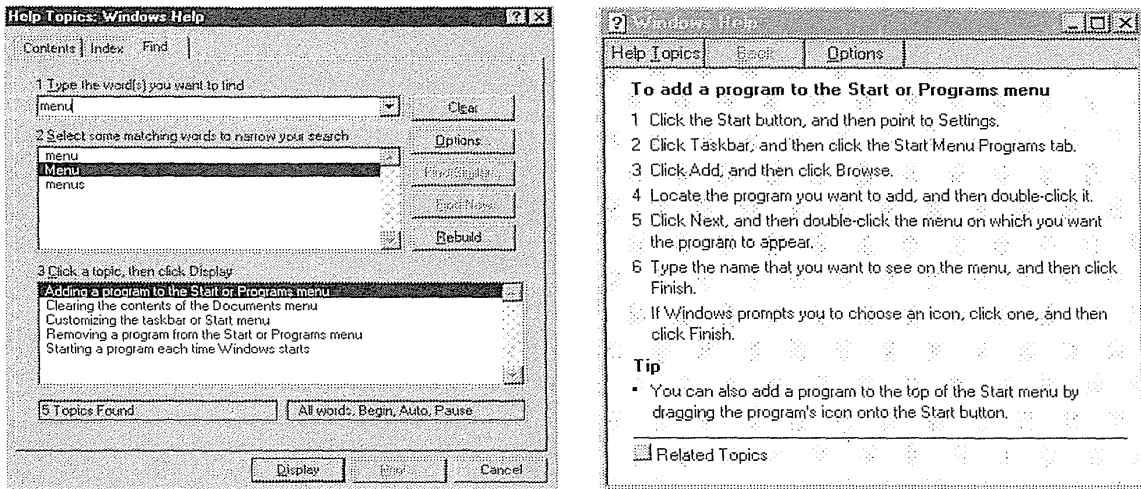 Help Topics: Windows Help
Contents Index Find
1 Type the word(s) you want to find
menu
Clear
2 Select some matching words to narrow your search
Options
menu
Menu
menus
Find Similar...
Find Now
Rebuild
3 Click a topic, then click Display
Adding a program to the Start or Programs menu
Clearing the contents of the Documents menu
Customizing the taskbar or Start menu
Removing a program from the Start or Programs menu
Starting a program each time Windows starts
5 Topics Found
All words, Begin, Auto, Pause
Display Print... Cancel
Windows Help
Help Topics Back Options
To add a program to the Start or Programs menu
1 Click the Start button, and then point to Settings.
2 Click Taskbar, and then click the Start Menu Programs tab.
3 Click Add, and then click Browse.
4 Locate the program you want to add, and then double-click it.
5 Click Next, and then double-click the menu on which you want
the program to appear.
6 Type the name that you want to see on the menu, and then click
Finish.
If Windows prompts you to choose an icon, click one, and then
click Finish.
Tip
▪ You can also add a program to the top of the Start menu by
dragging the program's icon onto the Start button.
Related Topics